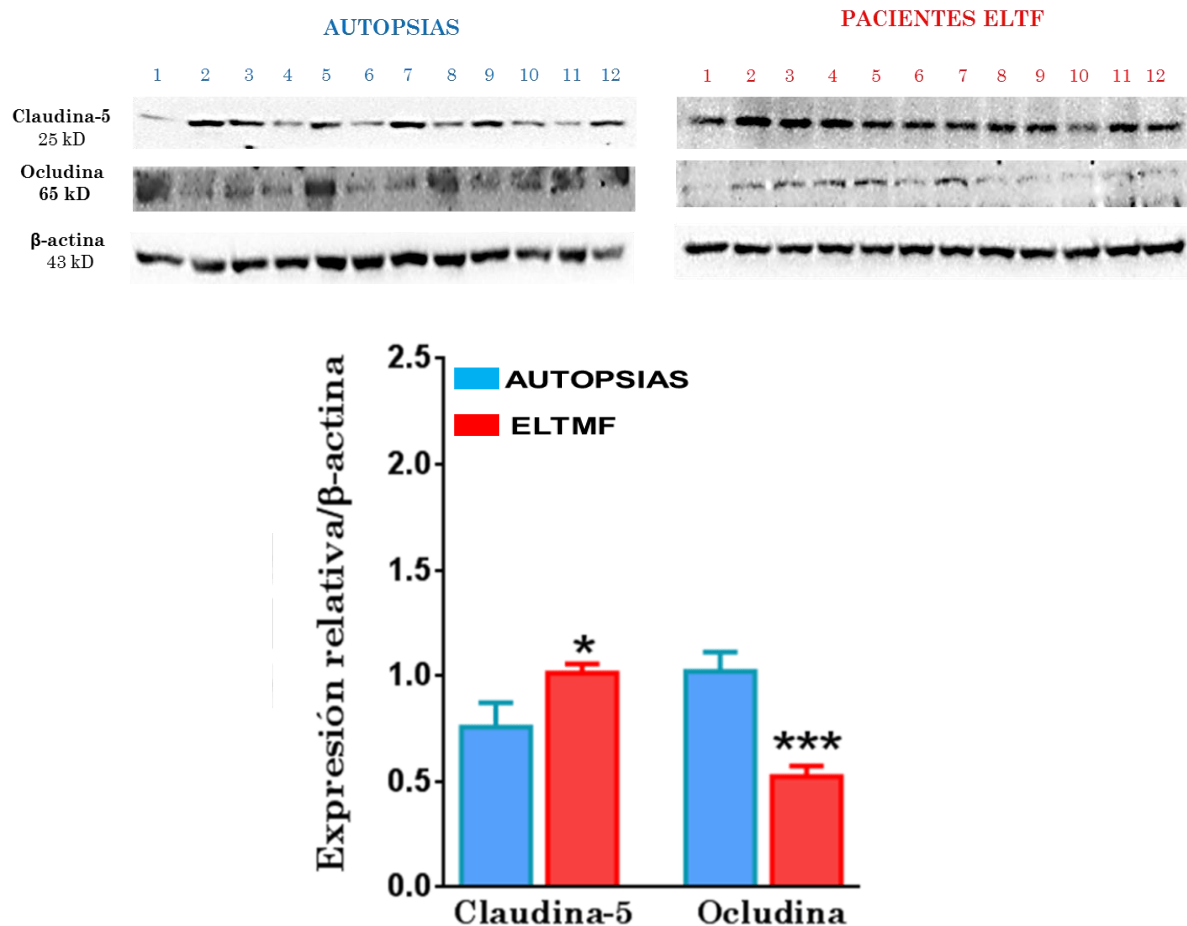 AUTOPSIAS
PACIENTES ELTF
1 2 3 4 5 6 7 8 9 10 11 12
1 2 3 4 5 6 7 8 9 10 11 12
Claudina-5
25 kD
Ocludina
65 kD
β-actina
43 kD
Expresión relativa/β-actina
2.5
2.0
1.5
1.0
0.5
0.0
AUTOPSIAS
ELTMF
*
***
Claudina-5
Ocludina